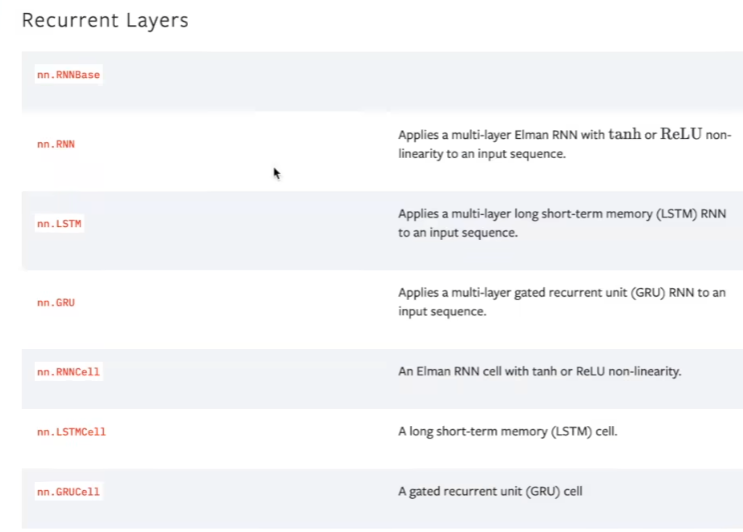 Recurrent Layers
nn.RNNBase
nn.RNN
Applies a multi-layer Elman RNN with tanh or ReLU non-
linearity to an input sequence.
nn.LSTM
Applies a multi-layer long short-term memory (LSTM) RNN
to an input sequence.
nn.GRU
Applies a multi-layer gated recurrent unit (GRU) RNN to an
input sequence.
nn.RNNCell
An Elman RNN cell with tanh or ReLU non-linearity.
nn.LSTMCell
A long short-term memory (LSTM) cell.
nn.GRUCell
A gated recurrent unit (GRU) cell